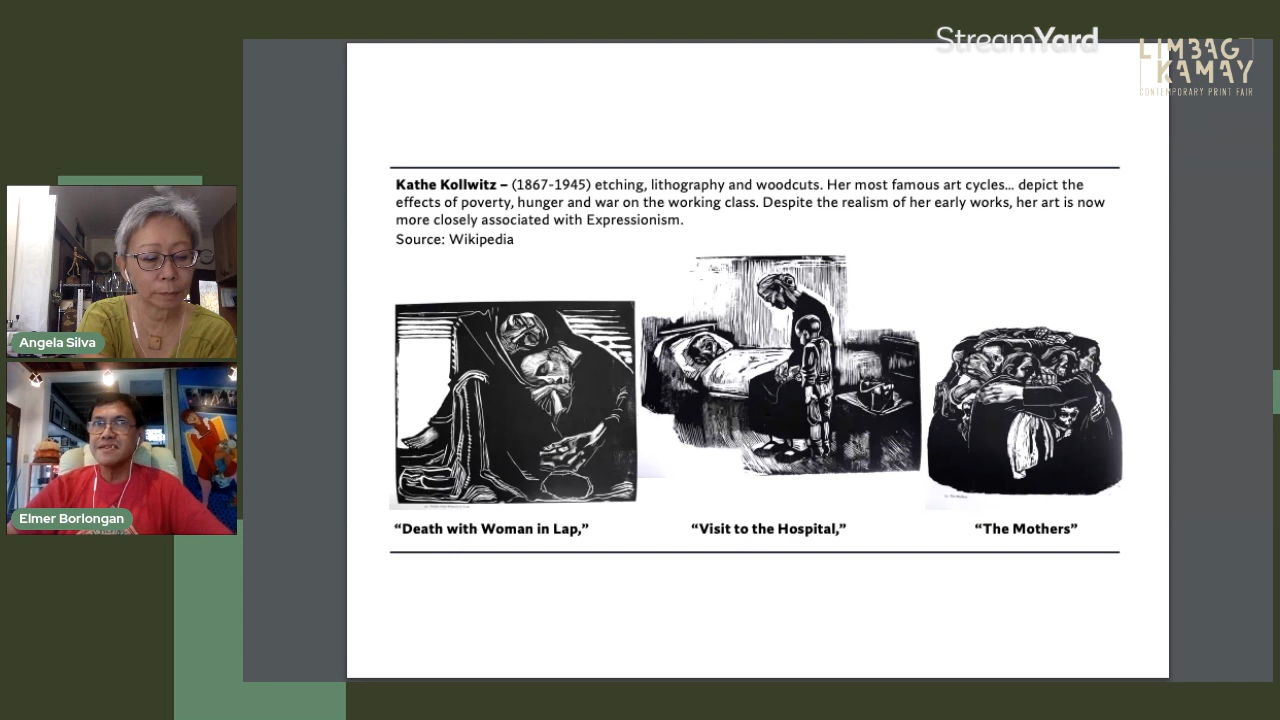 StreamYard
LIMBAG
KAMAY
CONTEMPORARY PRINT FAIR
Kathe Kollwitz – (1867-1945) etching, lithography and woodcuts. Her most famous art cycles... depict the
effects of poverty, hunger and war on the working class. Despite the realism of her early works, her art is now
more closely associated with Expressionism.
Source: Wikipedia
Angela Silva
Elmer Borlongan
“Death with Woman in Lap,”
“Visit to the Hospital,”
“The Mothers”